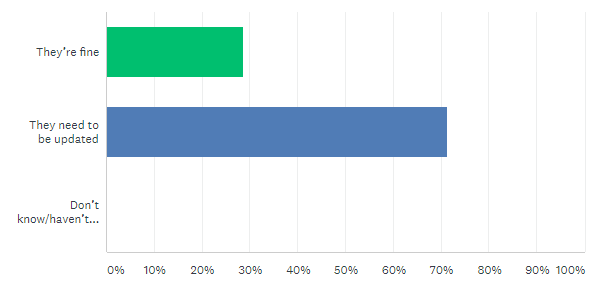 They're fine
They need to
be updated
Don't
know/haven't...
0% 10% 20% 30% 40% 50% 60% 70% 80% 90% 100%